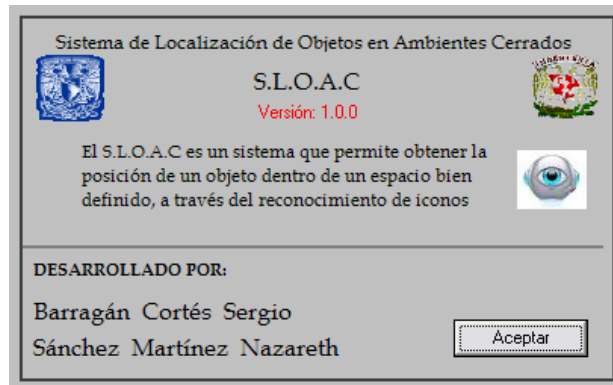 Sistema de Localización de Objetos en Ambientes Cerrados
S.L.O.A.C
Versión: 1.0.0
El S.L.O.A.C es un sistema que permite obtener la
posición de un objeto dentro de un espacio bien
definido, a través del reconocimiento de iconos
DESARROLLADO POR:
Barragán Cortés Sergio
Sánchez Martínez Nazareth
Aceptar